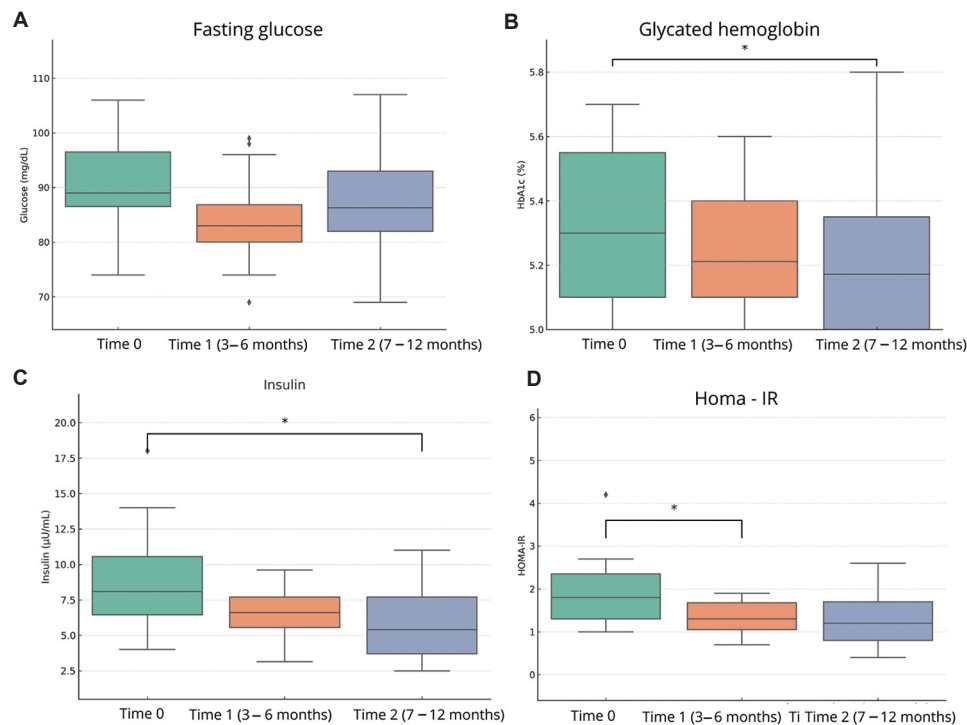 A
Fasting glucose
Glucose (mg/dL)
110
100
90
80
70
Time 0 Time 1 (3–6 months) Time 2 (7–12 months)
B
Glycated hemoglobin
*
HbA1c (%)
5.8
5.6
5.4
5.2
5.0
Time 0 Time 1 (3–6 months) Time 2 (7–12 months)
C
Insulin
*
Insulin (μU/mL)
20.0
17.5
15.0
12.5
10.0
7.5
5.0
2.5
Time 0 Time 1 (3–6 months) Time 2 (7–12 months)
D
Homa - IR
*
HOMA-IR
6
5
4
3
2
1
0
Time 0 Time 1 (3–6 months) Ti Time 2 (7–12 months)